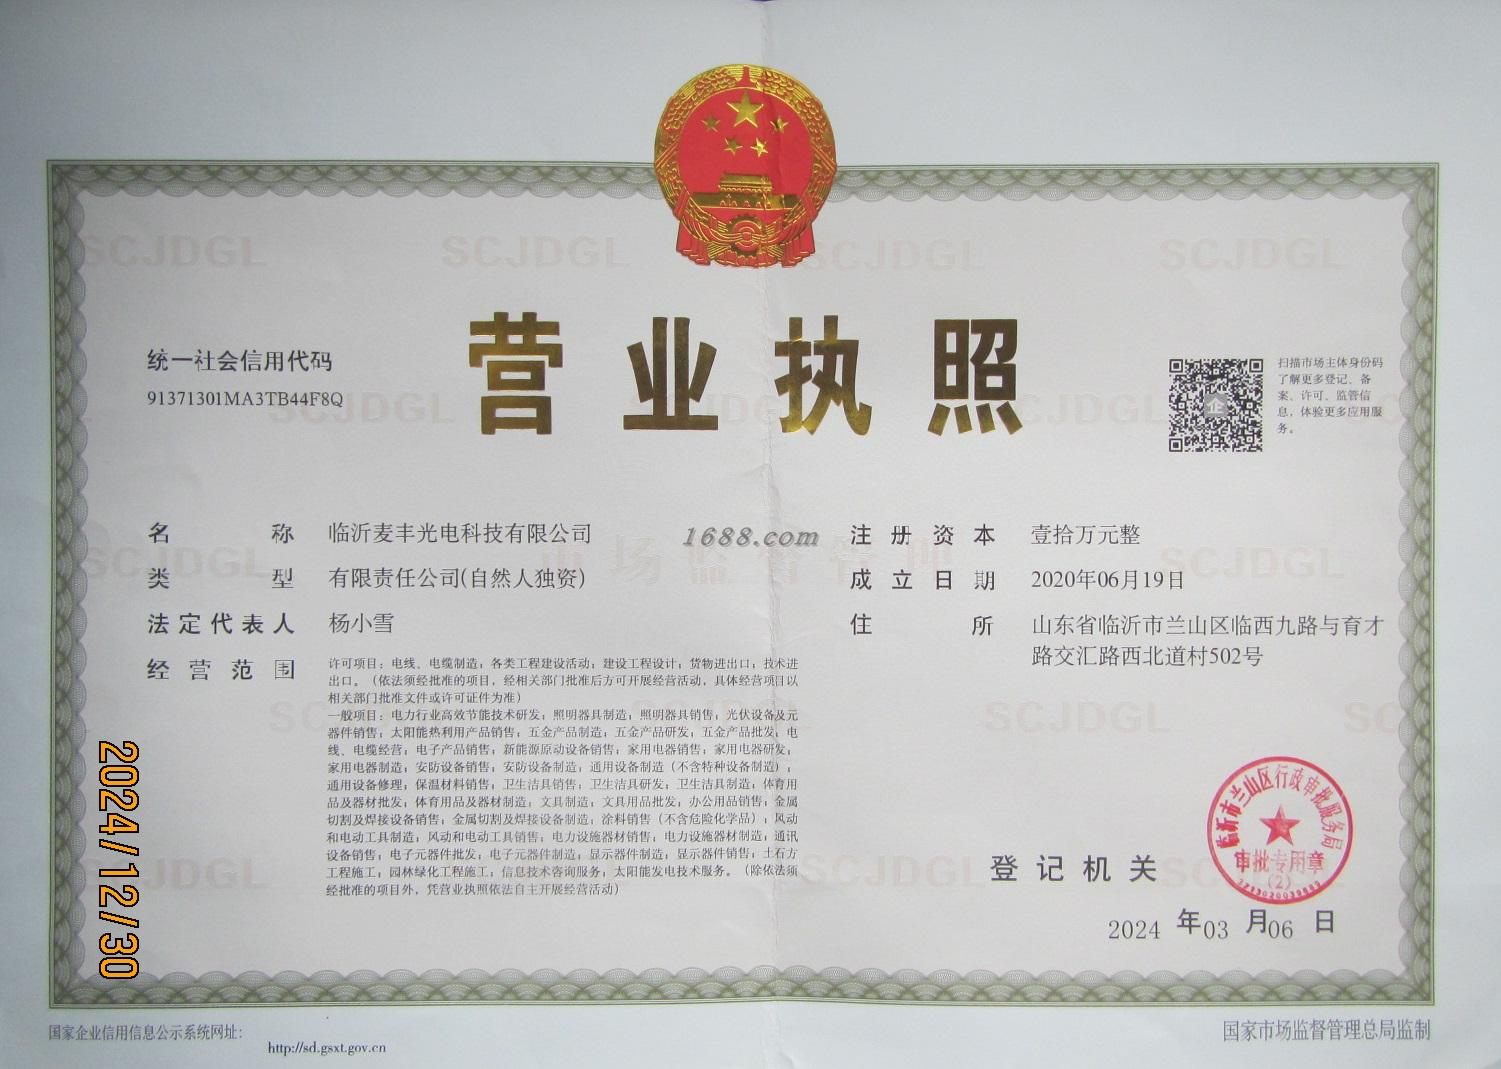 营业执照
统一社会信用代码
91371301MA3TB44F8Q
扫描市场主体身份码
了解更多登记、备
案、许可、监管信
息，体验更多应用服
务。
名称 临沂麦丰光电科技有限公司
类型 有限责任公司(自然人独资)
法定代表人 杨小雪
经营范围 许可项目：电线、电缆制造；各类工程建设活动；建设工程设计；货物进出口；技术进
出口。（依法须经批准的项目，经相关部门批准后方可开展经营活动，具体经营项目以
相关部门批准文件或许可证件为准）
一般项目：电力行业高效节能技术研发；照明器具制造；照明器具销售；光伏设备及元
器件销售；太阳能热利用产品销售；五金产品制造；五金产品研发；五金产品批发；电
线、电缆经营；电子产品销售；新能源原动设备销售；家用电器销售；家用电器研发；
家用电器制造；安防设备销售；安防设备制造；通用设备制造（不含特种设备制造）；
通用设备修理；保温材料销售；卫生洁具销售；卫生洁具研发；卫生洁具制造；体育用
品及器材批发；体育用品及器材制造；文具制造；文具用品批发；办公用品销售；金属
切割及焊接设备销售；金属切割及焊接设备制造；涂料销售（不含危险化学品）；风动
和电动工具制造；风动和电动工具销售；电力设施器材销售；电力设施器材制造；通讯
设备销售；电子元器件批发；电子元器件制造；显示器件制造；显示器件销售；土石方
工程施工；园林绿化工程施工；信息技术咨询服务；太阳能发电技术服务。（除依法须
经批准的项目外，凭营业执照依法自主开展经营活动）
1688.com
注册资本 壹拾万元整
成立日期 2020年06月19日
住所 山东省临沂市兰山区临西九路与育才
路交汇路西北道村502号
临沂市兰山区行政审批服务局
审批专用章
(2)
3713020039889
登记机关
2024 年03 月06 日
2024/12/30
国家企业信用信息公示系统网址：
http://sd.gsxt.gov.cn
国家市场监督管理总局监制
SCJDGL
市场监督管理